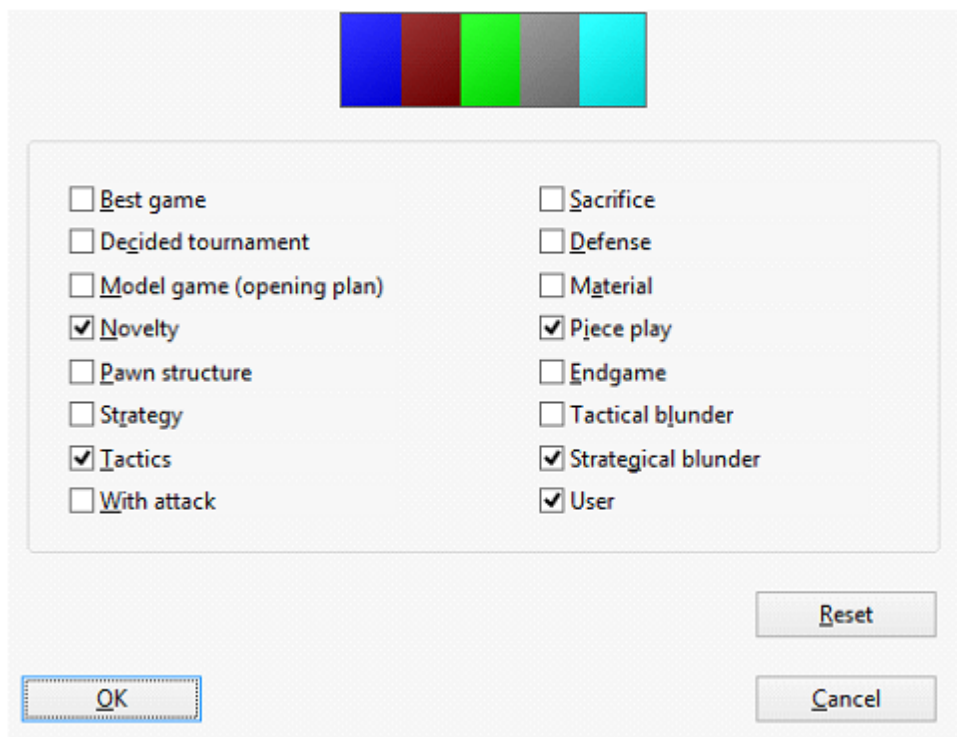 Best game
Decided tournament
Model game (opening plan)
Novelty
Pawn structure
Strategy
Tactics
With attack
Sacrifice
Defense
Material
Piece play
Endgame
Tactical blunder
Strategical blunder
User
Reset
OK
Cancel